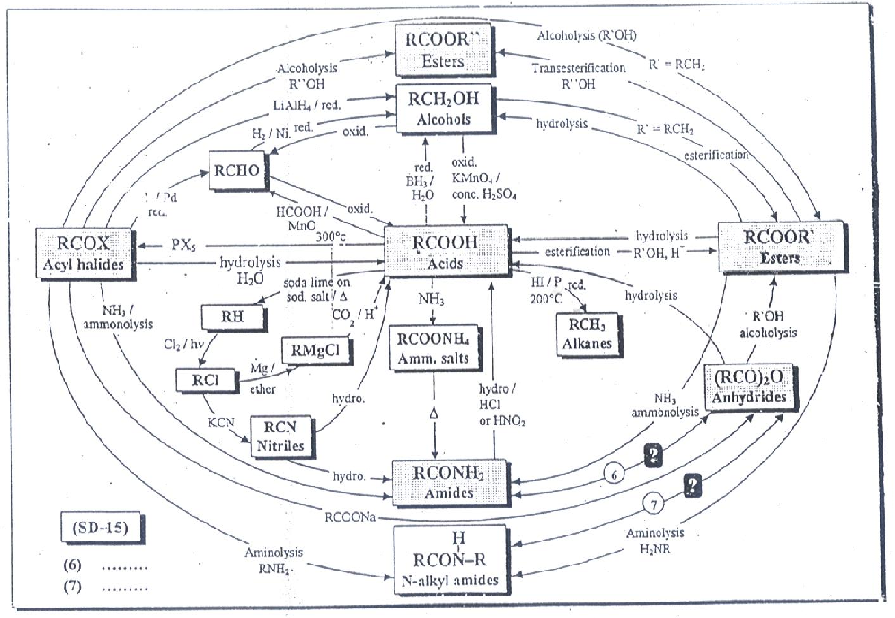 RCOOR''
Esters
Alcoholysis (R'OH)
Alcoholysis
R''OH
Transesterification
R''OH
R' = RCH2
LiAlH4 / red.
RCH2OH
Alcohols
H2 / Ni
red.
oxid.
hydrolysis
R' = RCH2
esterification
RCHO
/ Pd
red.
red.
BH3 /
H2O
oxid.
KMnO4 /
conc. H2SO4
HCOOH /
MnO
300°c
oxid.
RCOX
Acyl halides
PX5
hydrolysis
H2O
RCOOH
Acids
hydrolysis
esterification
R'OH, H
RCOOR'
Esters
soda lime on
sod. salt / Δ
CO2 / H+
NH3
HI / P
red.
200°C
hydrolysis
NH3 /
ammonolysis
RH
RCH3
Alkanes
R'OH
alcoholysis
Cl2 / hν
RMgCl
RCOONH4
Amm. salts
RCl
Mg /
ether
(RCO)2O
Anhydrides
KCN
RCN
Nitriles
hydro.
Δ
hydro /
HCl
or HNO2
NH3
ammonolysis
hydro.
RCONH2
Amides
6
?
7
?
RCOONa
(SD-15)
(6) .........
(7) .........
Aminolysis
RNH2
H
RCON–R
N-alkyl amides
Aminolysis
H2NR